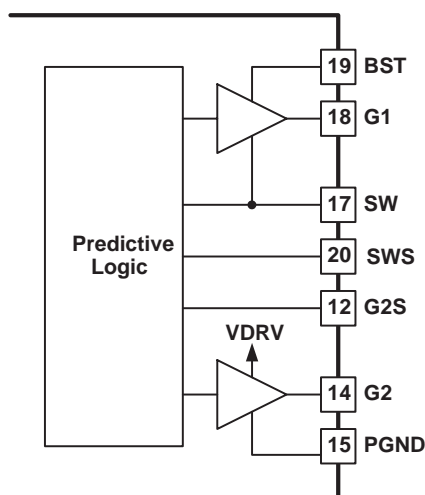 19 BST
18 G1
17 SW
Predictive
Logic
20 SWS
12 G2S
VDRV
14 G2
15 PGND